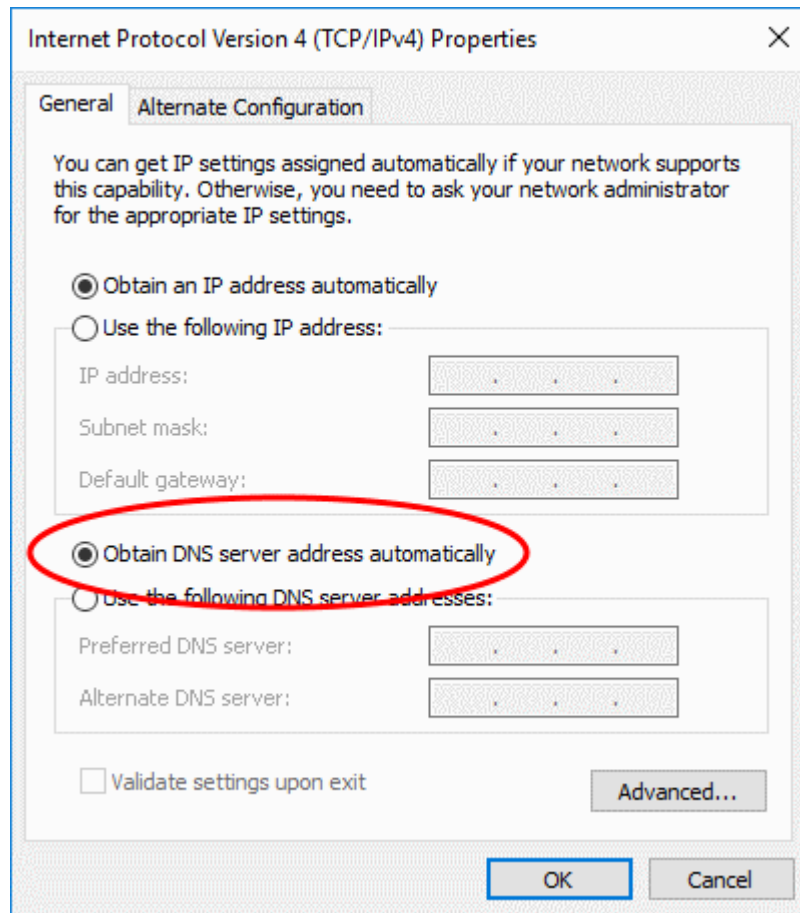 Internet Protocol Version 4 (TCP/IPv4) Properties
General
Alternate Configuration
You can get IP settings assigned automatically if your network supports
this capability. Otherwise, you need to ask your network administrator
for the appropriate IP settings.
Obtain an IP address automatically
Use the following IP address:
IP address:
Subnet mask:
Default gateway:
Obtain DNS server address automatically
Use the following DNS server addresses:
Preferred DNS server:
Alternate DNS server:
Validate settings upon exit
Advanced...
OK
Cancel